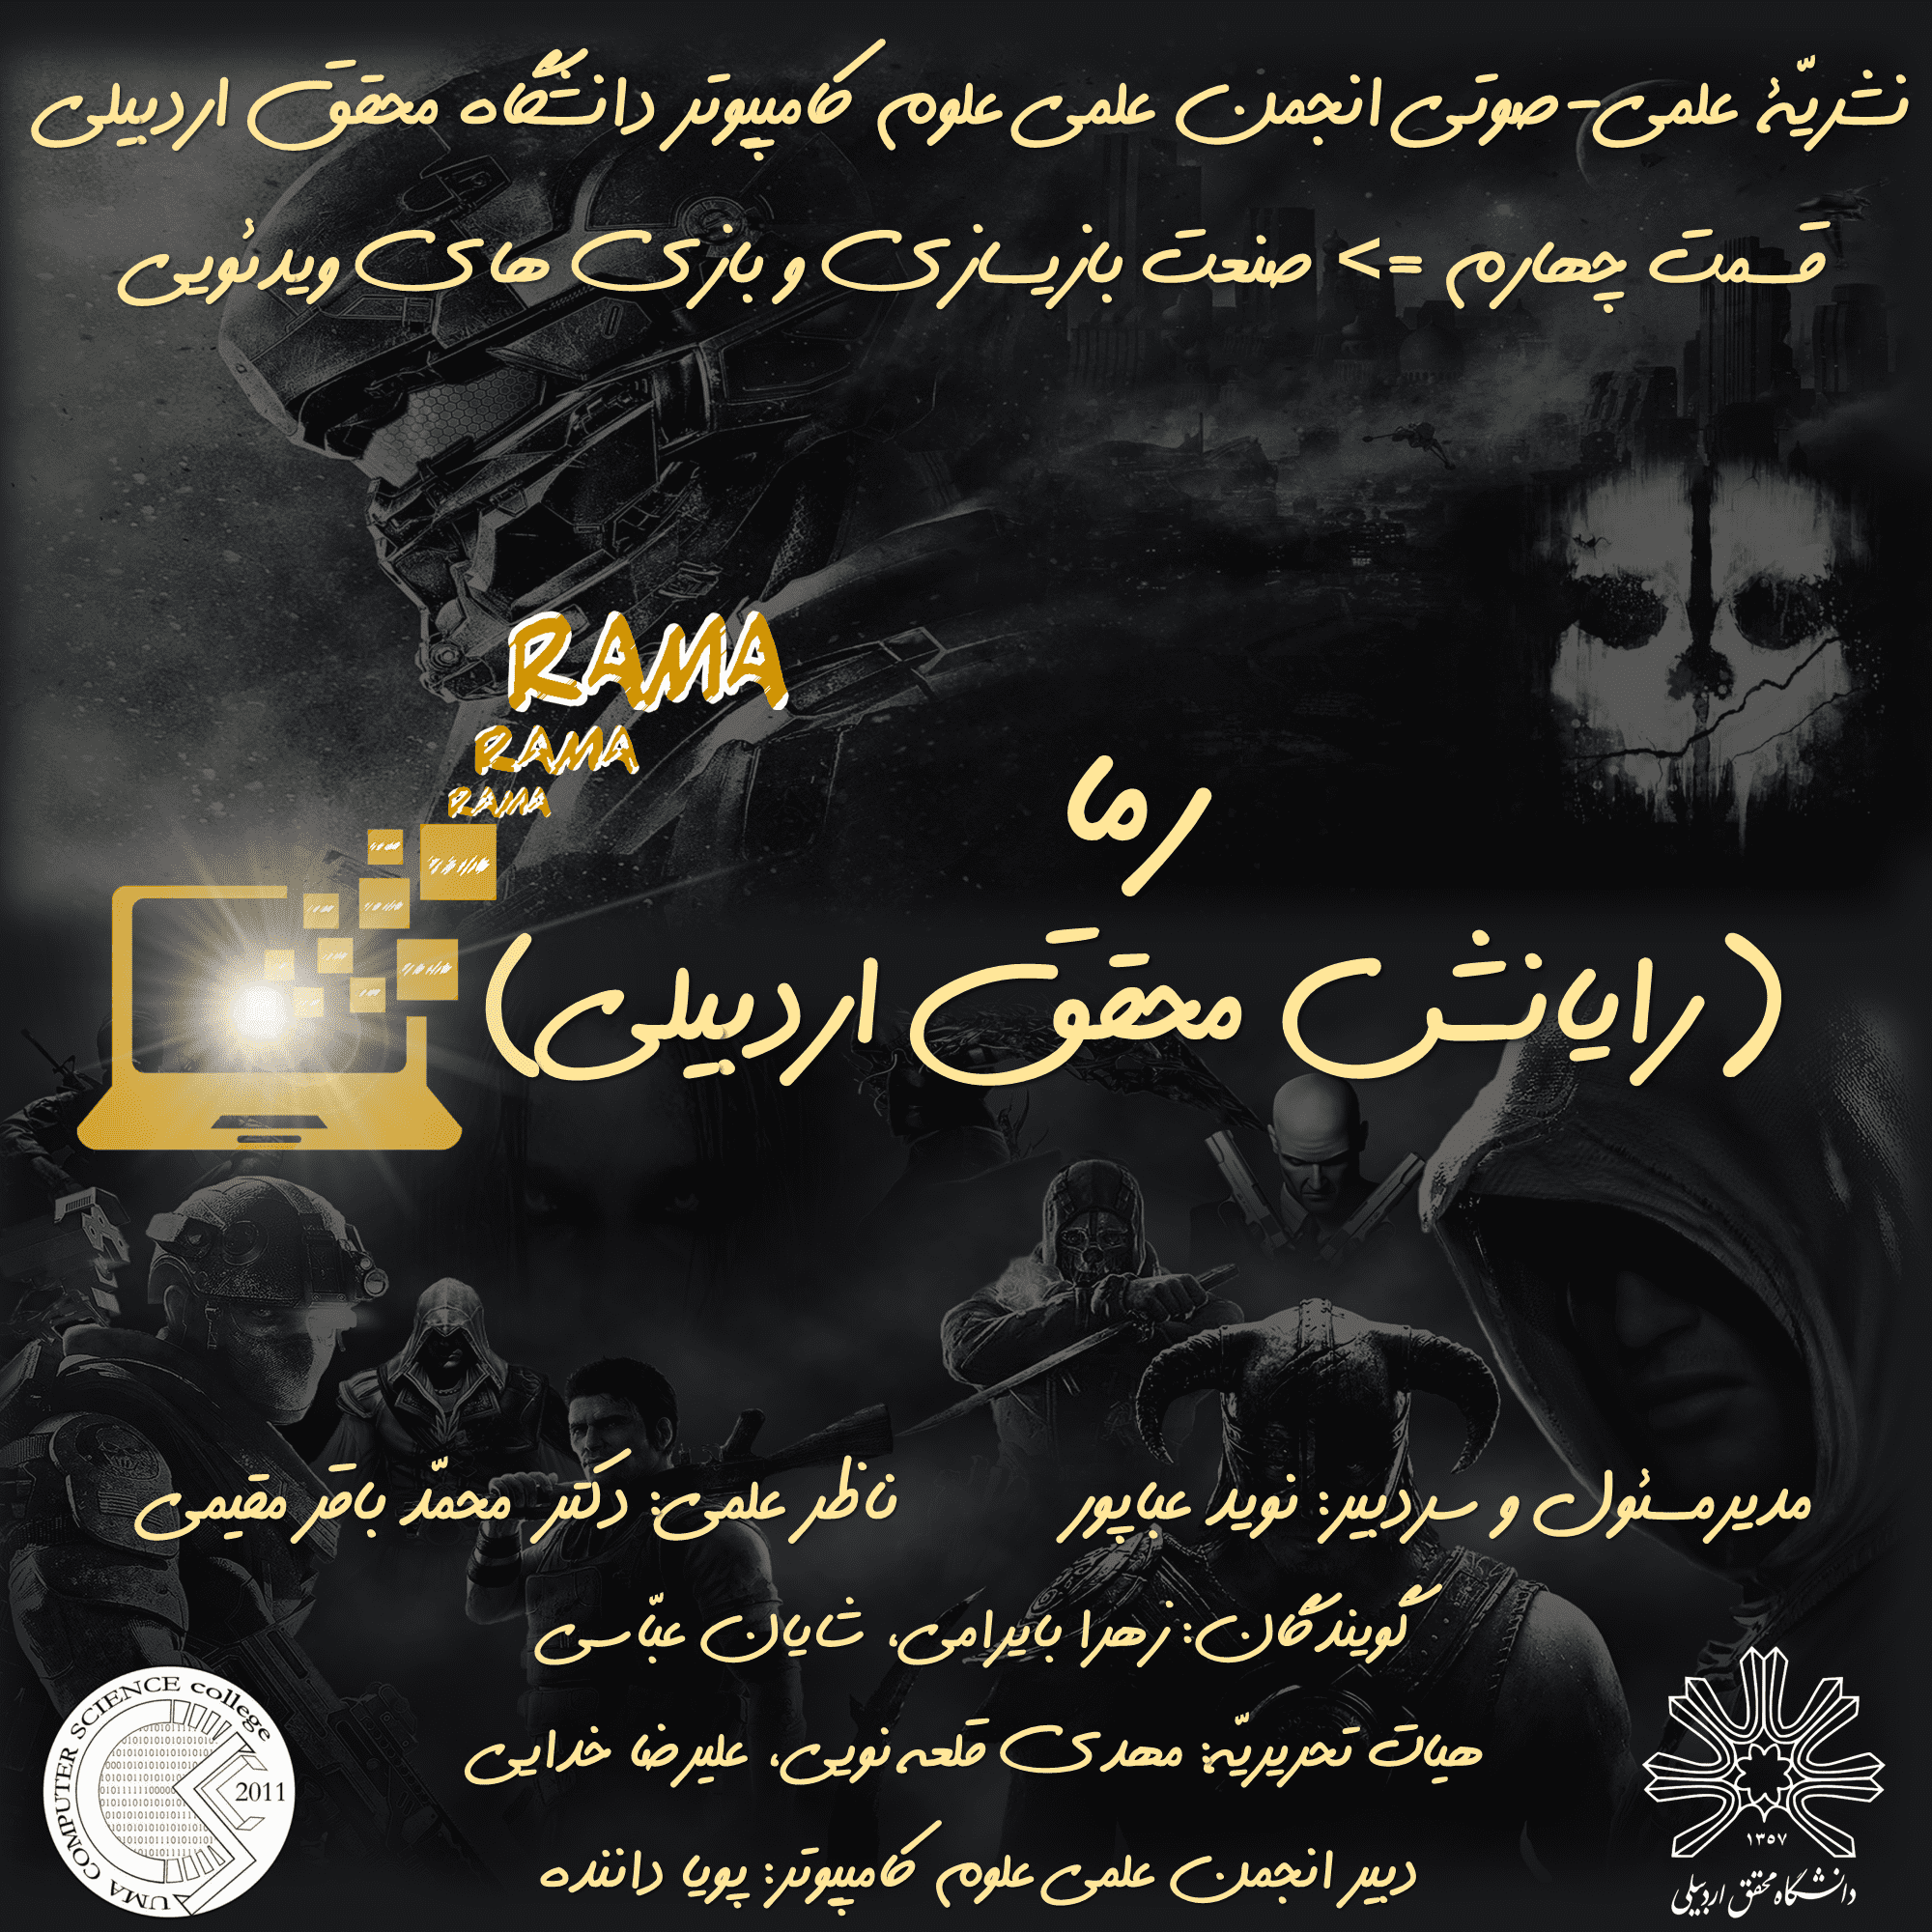 نشریّهٔ علمی-صوتی انجمن علمی علوم کامپیوتر دانشگاه محقق اردبیلی
قسمت چهارم => صنعت بازیسازی و بازی های ویدئویی
RAMA
RAMA
RAMA
رما
(رایانش محقق اردبیلی)
مدیرمسئول و سردبیر: نوید عباپور
ناظر علمی: دکتر محمّد باقر مقیمی
گویندگان: زهرا بایرامی، شایان عبّاسی
هیات تحریریّه: مهدی قلعه نویی، علیرضا خدایی
دبیر انجمن علمی علوم کامپیوتر: پویا داننده
UMA COMPUTER SCIENCE college
2011
۱۳۵۷
دانشگاه محقق اردبیلی